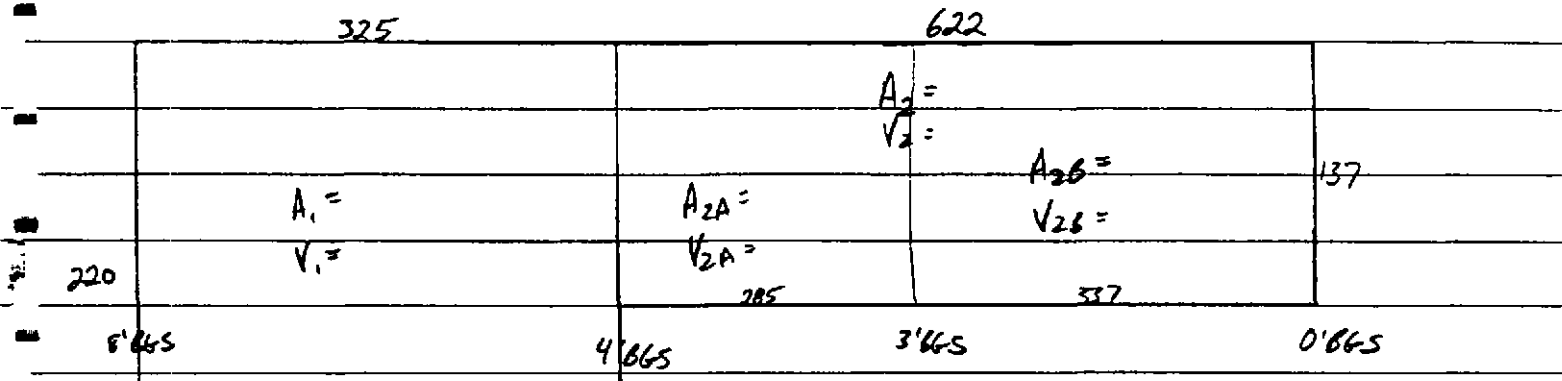 325 622
A₂ =
V₂ =
A₂B = 137
A₁ = A₂A =
V₂B =
V₁ = V₂A =
220
285 337
8'BGS 4'BGS 3'BGS 0'BGS